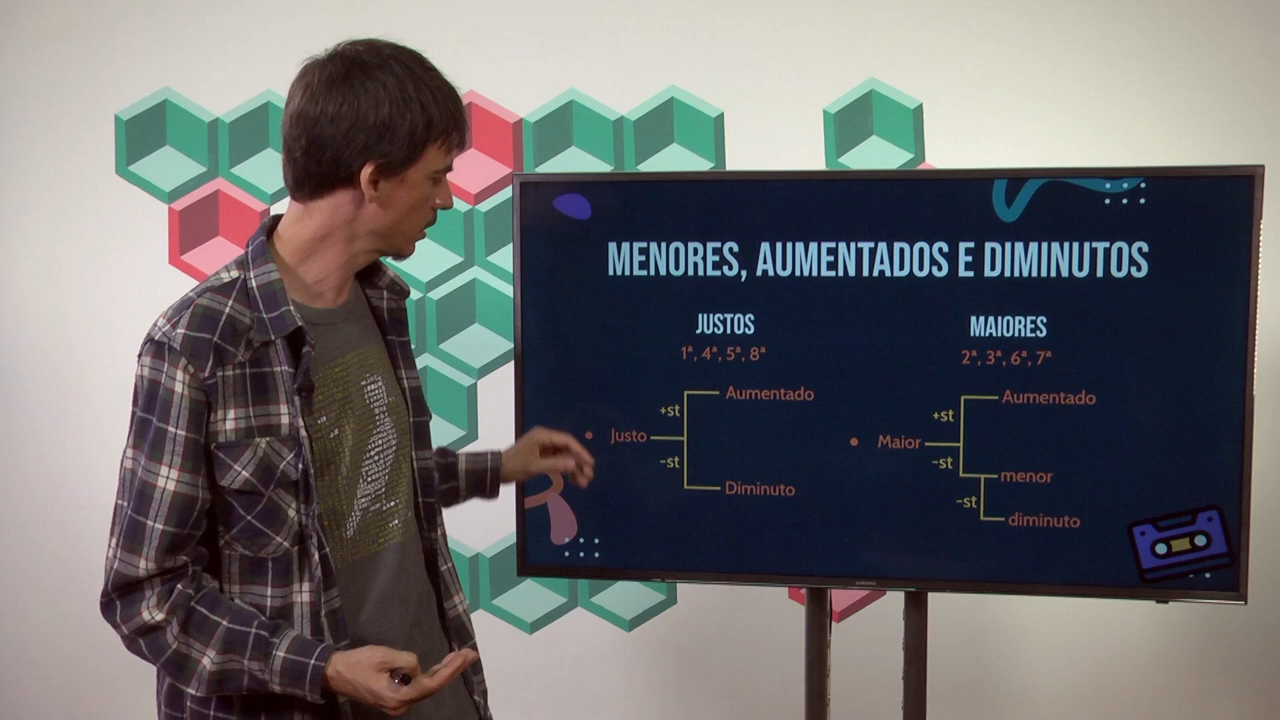 MENORES, AUMENTADOS E DIMINUTOS
JUSTOS
1ª, 4ª, 5ª, 8ª
Aumentado
+st
Justo
-st
Diminuto
MAIORES
2ª, 3ª, 6ª, 7ª
Aumentado
+st
Maior
-st
menor
-st
diminuto
SAMSUNG